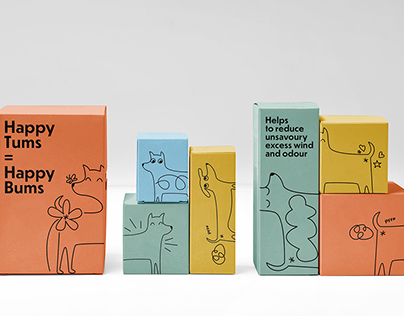 Happy
Tums
=
Happy
Bums
Helps
to reduce
unsavoury
excess wind
and odour